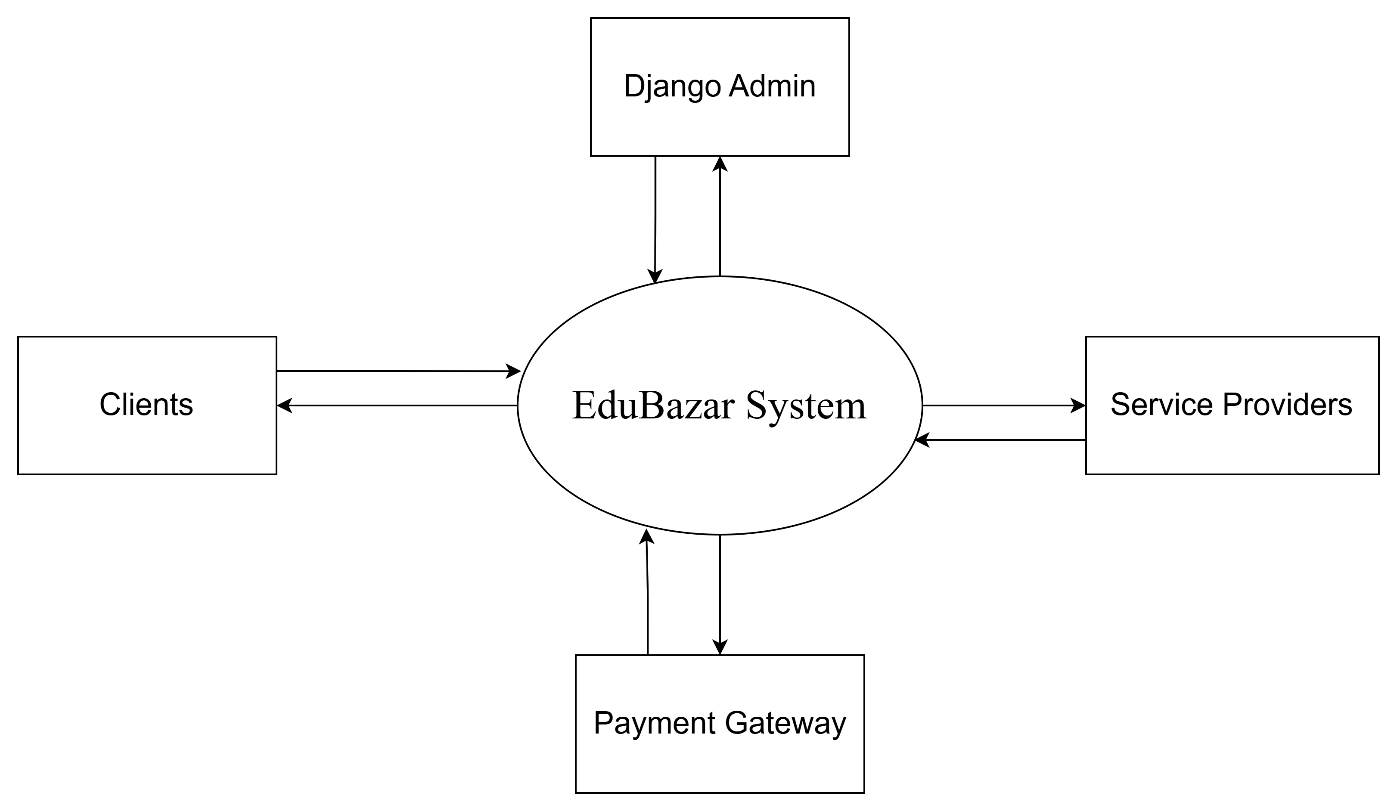 Django Admin
Clients
EduBazar System
Service Providers
Payment Gateway